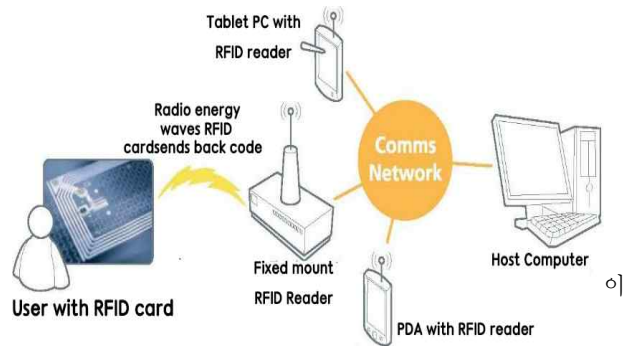 Tablet PC with
RFID reader
Radio energy
waves RFID
cardsends back code
Comms
Network
Fixed mount
RFID Reader
Host Computer
User with RFID card
PDA with RFID reader
이